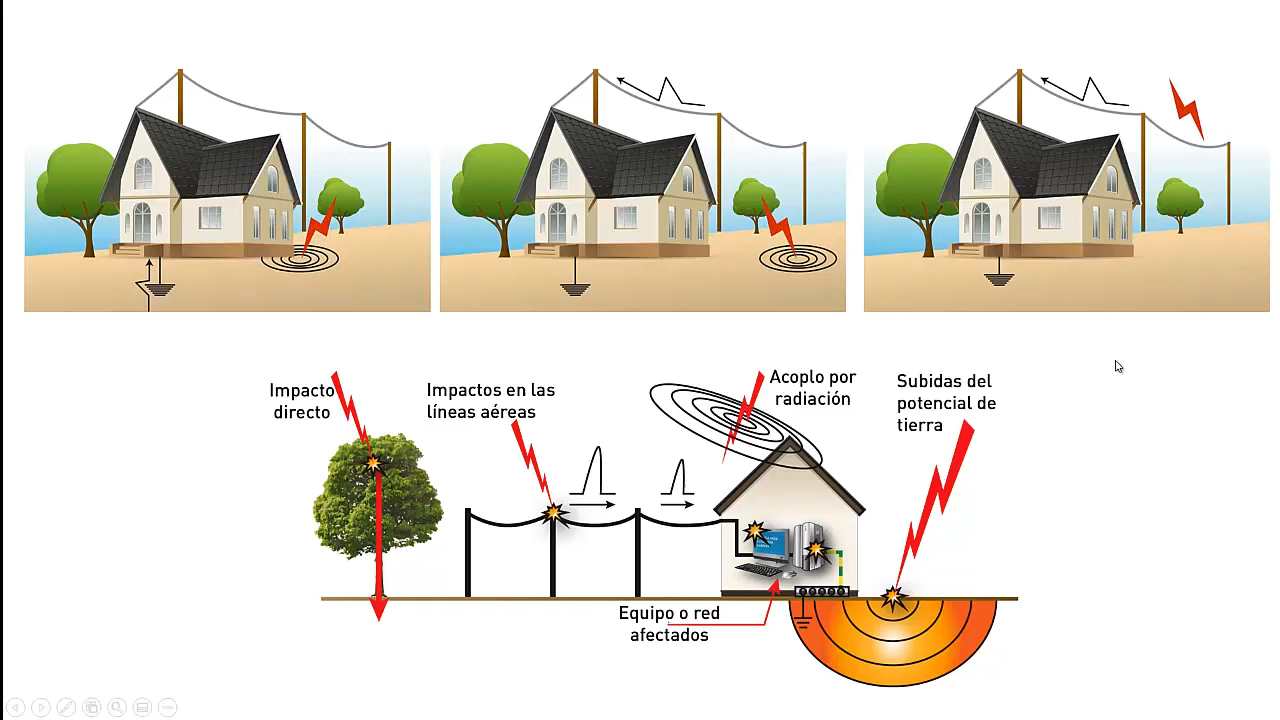 Impacto
directo
Impactos en las
líneas aéreas
Acoplo por
radiación
Subidas del
potencial de
tierra
Equipo o red
afectados